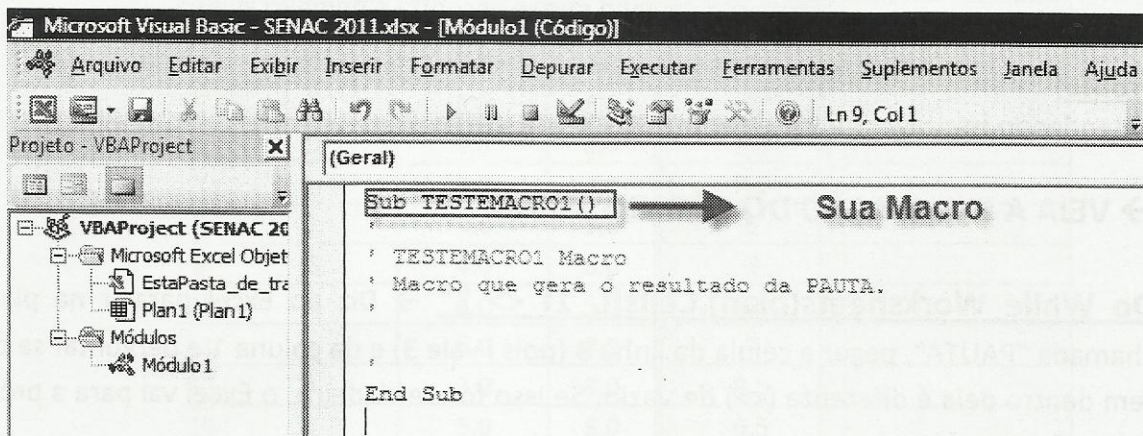 Microsoft Visual Basic - SENAC 2011.xlsx - [Módulo1 (Código)]
Arquivo Editar Exibir Inserir Formatar Depurar Executar Ferramentas Suplementos Janela Ajuda
Ln 9, Col 1
Projeto - VBAProject
(Geral)
VBAProject (SENAC 20
Microsoft Excel Objet
EstaPasta_de_tra
Plan1 (Plan1)
Módulos
Módulo1
Sub TESTEMACRO1()
Sua Macro
'
' TESTEMACRO1 Macro
' Macro que gera o resultado da PAUTA.
'
'
End Sub